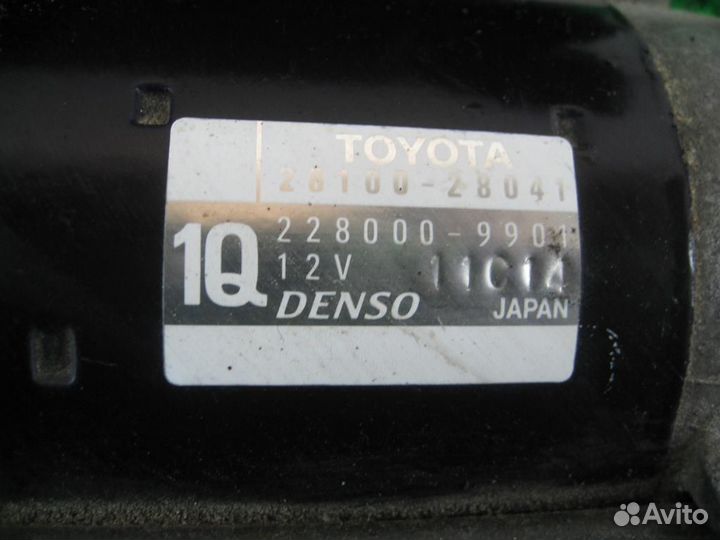 TOYOTA
28100-28041
1Q
228000-9901
12V 11C14
DENSO JAPAN
Avito